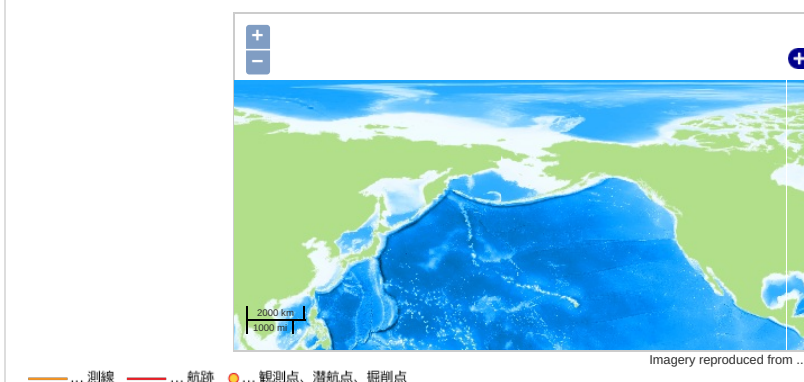 +
−
2000 km
1000 mi
Imagery reproduced from ...
... 測線 ... 航跡 ... 観測点、潜航点、掘削点